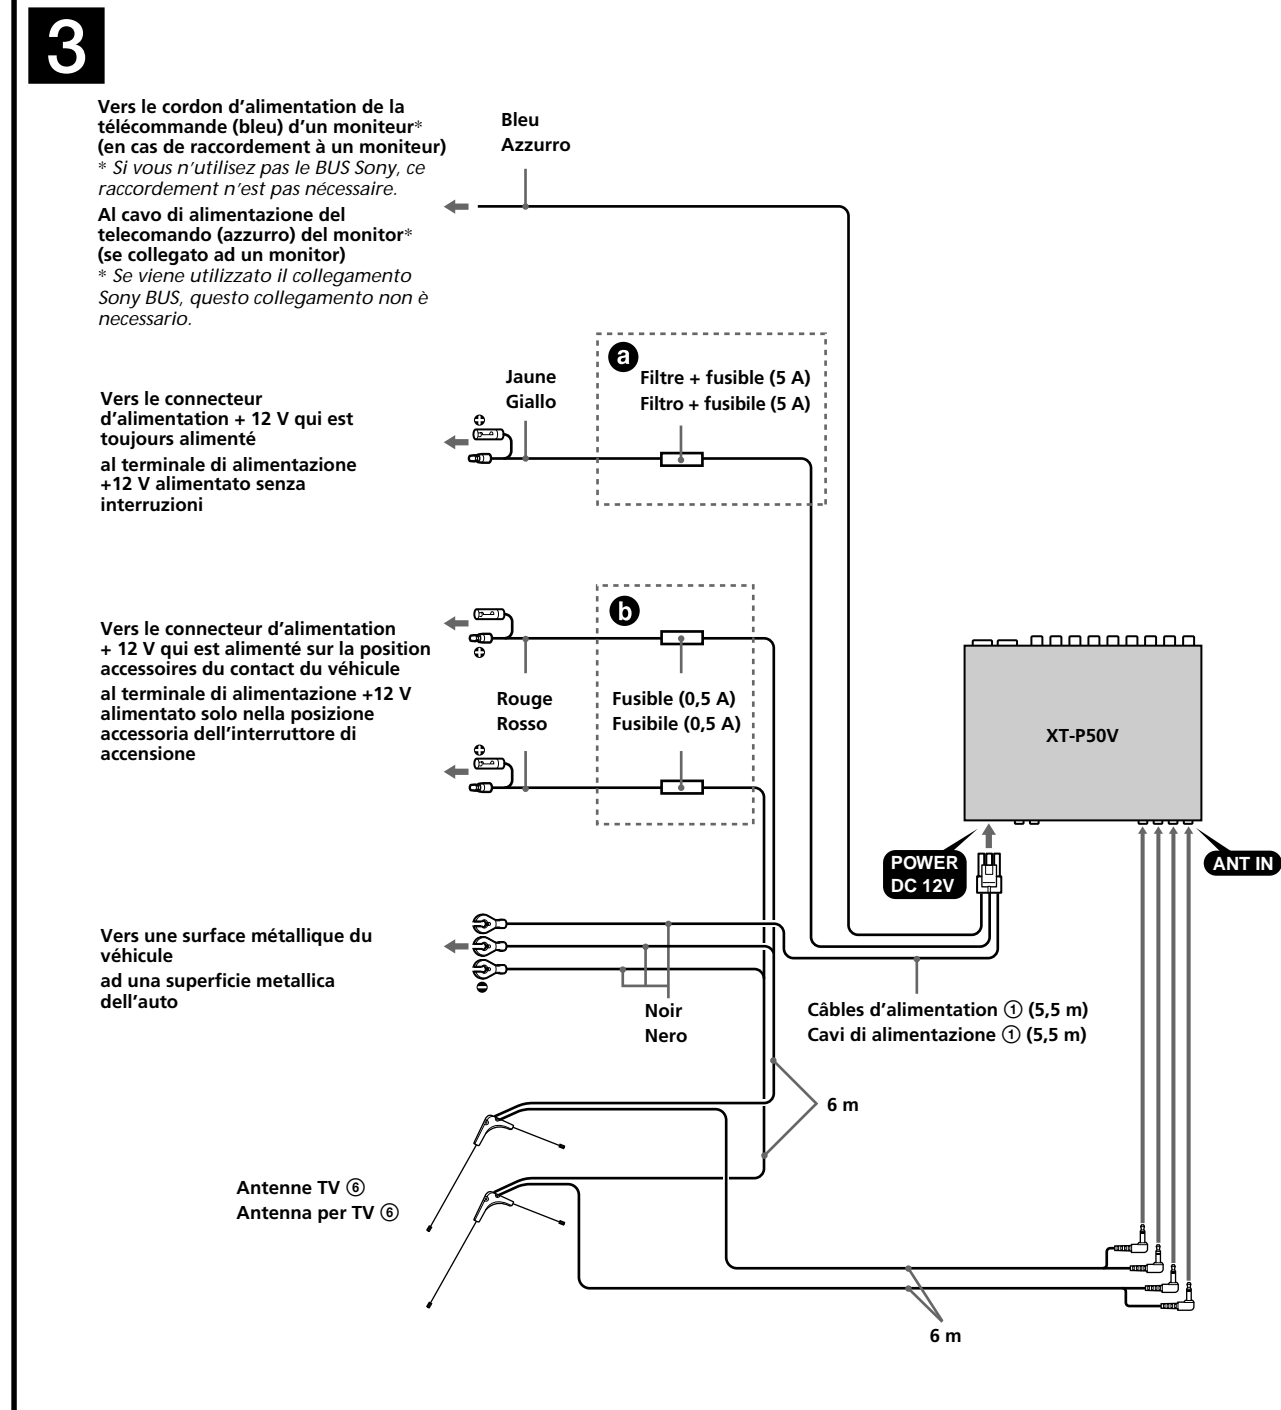 3
Vers le cordon d'alimentation de la
télécommande (bleu) d'un moniteur*
(en cas de raccordement à un moniteur)
* Si vous n'utilisez pas le BUS Sony, ce
raccordement n'est pas nécessaire.
Al cavo di alimentazione del
telecomando (azzurro) del monitor*
(se collegato ad un monitor)
* Se viene utilizzato il collegamento
Sony BUS, questo collegamento non è
necessario.
Bleu
Azzurro
Vers le connecteur
d'alimentation + 12 V qui est
toujours alimenté
al terminale di alimentazione
+12 V alimentato senza
interruzioni
Jaune
Giallo
a
Filtre + fusible (5 A)
Filtro + fusibile (5 A)
Vers le connecteur d'alimentation
+ 12 V qui est alimenté sur la position
accessoires du contact du véhicule
al terminale di alimentazione +12 V
alimentato solo nella posizione
accessoria dell'interruttore di
accensione
Rouge
Rosso
b
Fusible (0,5 A)
Fusibile (0,5 A)
XT-P50V
POWER
DC 12V
ANT IN
Vers une surface métallique du
véhicule
ad una superficie metallica
dell'auto
Noir
Nero
Câbles d'alimentation ① (5,5 m)
Cavi di alimentazione ① (5,5 m)
6 m
Antenne TV ⑥
Antenna per TV ⑥
6 m